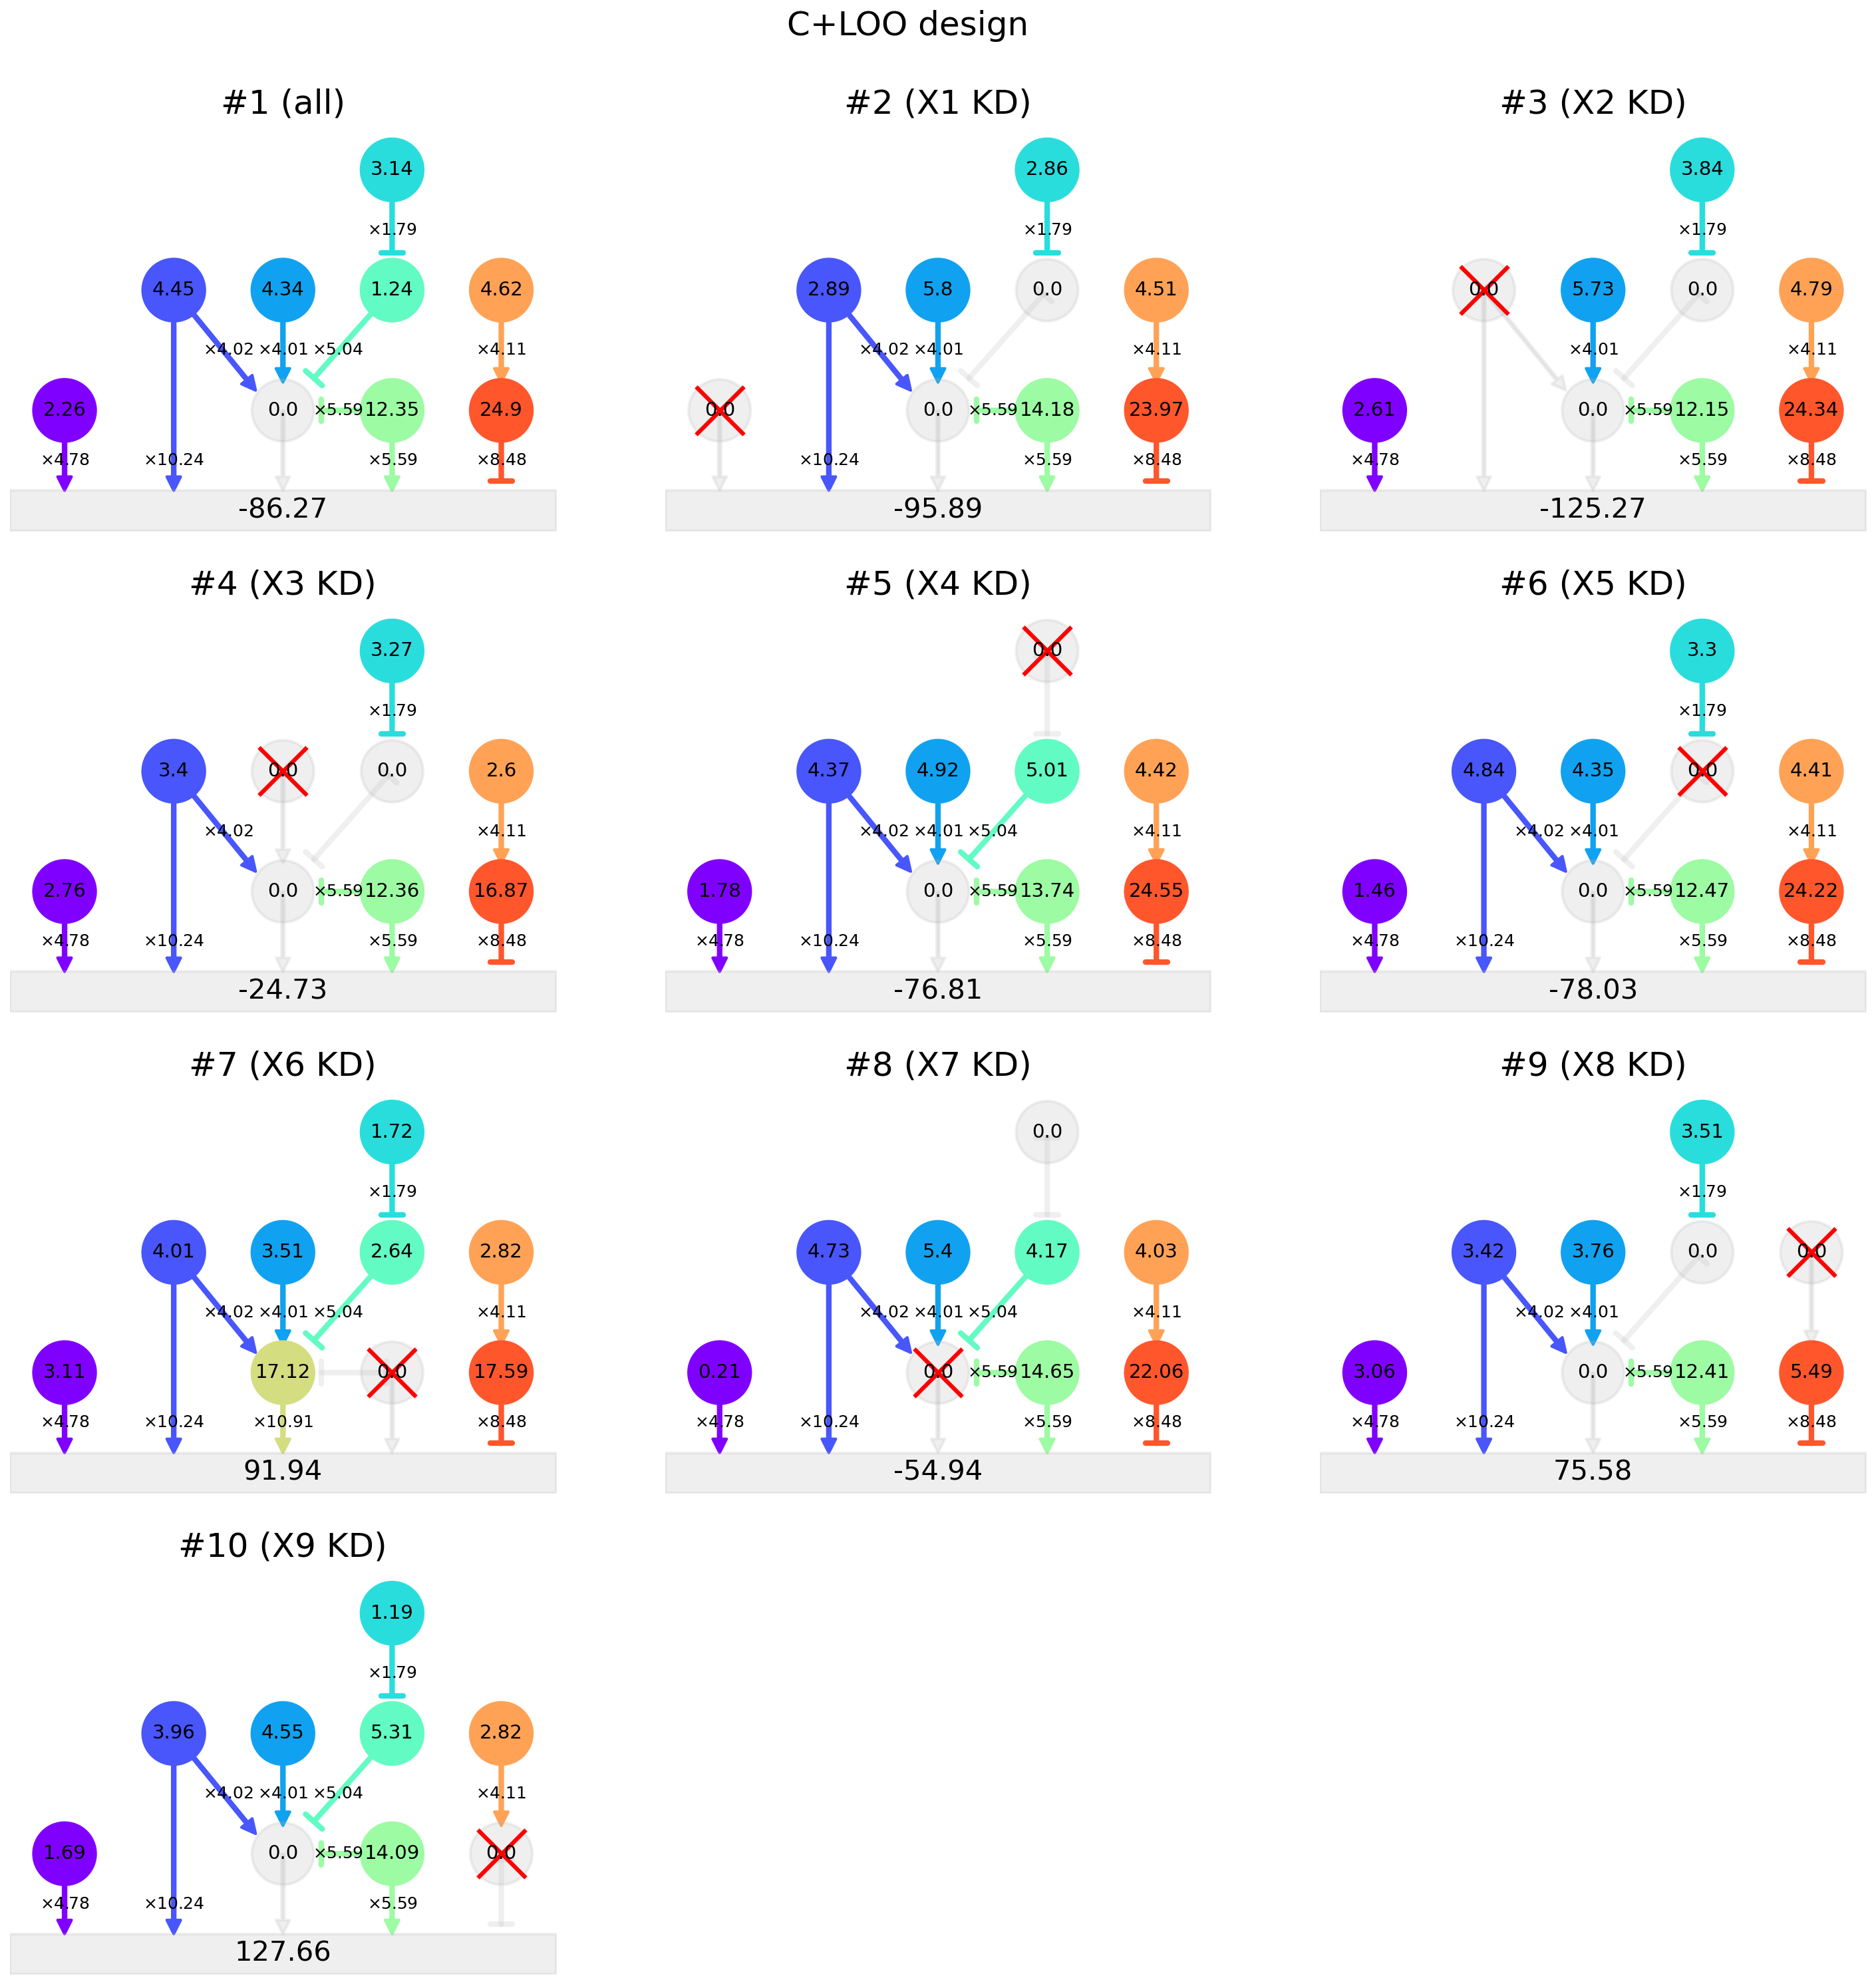 C+LOO design
#1 (all)
#2 (X1 KD)
#3 (X2 KD)
3.14
2.86
3.84
×1.79
×1.79
×1.79
4.45 4.34 1.24 4.62
2.89 5.8 0.0 4.51
0.0 5.73 0.0 4.79
×4.02 ×4.01 ×5.04 ×4.11
×4.02 ×4.01 ×4.11
×4.01 ×4.11
2.26 0.0 ×5.59 12.35 24.9
0.0 0.0 ×5.59 14.18 23.97
2.61 0.0 ×5.59 12.15 24.34
×4.78 ×10.24 ×5.59 ×8.48
×10.24 ×5.59 ×8.48
×4.78 ×5.59 ×8.48
-86.27
-95.89
-125.27
#4 (X3 KD)
#5 (X4 KD)
#6 (X5 KD)
3.27
0.0
3.3
×1.79
×1.79
3.4 0.0 0.0 2.6
4.37 4.92 5.01 4.42
4.84 4.35 0.0 4.41
×4.02 ×4.11
×4.02 ×4.01 ×5.04 ×4.11
×4.02 ×4.01 ×4.11
2.76 0.0 ×5.59 12.36 16.87
1.78 0.0 ×5.59 13.74 24.55
1.46 0.0 ×5.59 12.47 24.22
×4.78 ×10.24 ×5.59 ×8.48
×4.78 ×10.24 ×5.59 ×8.48
×4.78 ×10.24 ×5.59 ×8.48
-24.73
-76.81
-78.03
#7 (X6 KD)
#8 (X7 KD)
#9 (X8 KD)
1.72
0.0
3.51
×1.79
×1.79
4.01 3.51 2.64 2.82
4.73 5.4 4.17 4.03
3.42 3.76 0.0 0.0
×4.02 ×4.01 ×5.04 ×4.11
×4.02 ×4.01 ×5.04 ×4.11
×4.02 ×4.01
3.11 17.12 0.0 17.59
0.21 0.0 ×5.59 14.65 22.06
3.06 0.0 ×5.59 12.41 5.49
×4.78 ×10.24 ×10.91 ×8.48
×4.78 ×10.24 ×5.59 ×8.48
×4.78 ×10.24 ×5.59 ×8.48
91.94
-54.94
75.58
#10 (X9 KD)
1.19
×1.79
3.96 4.55 5.31 2.82
×4.02 ×4.01 ×5.04 ×4.11
1.69 0.0 ×5.59 14.09 0.0
×4.78 ×10.24 ×5.59
127.66